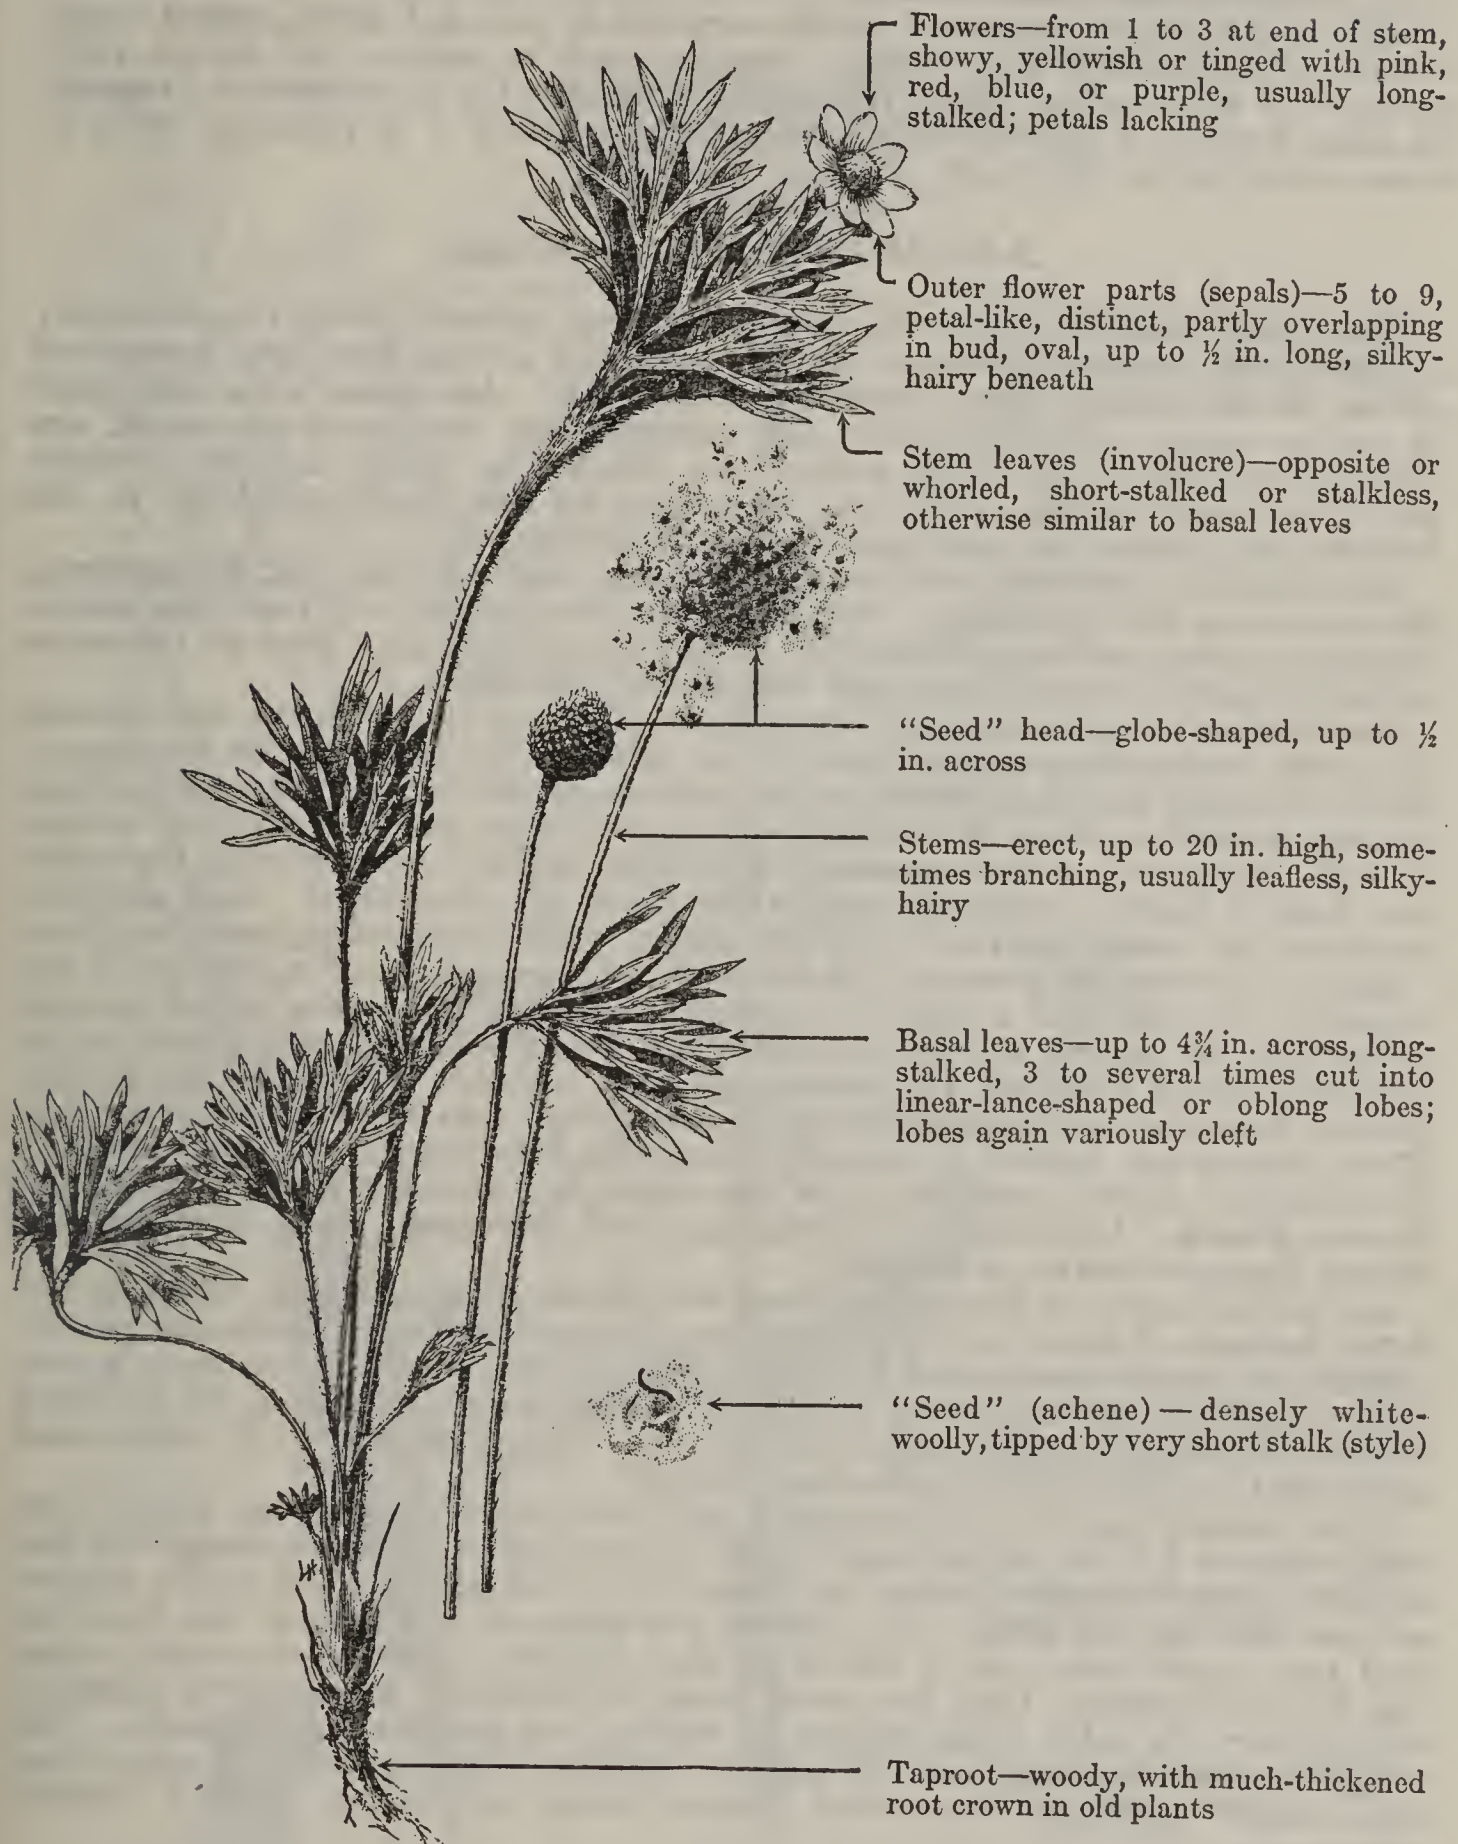 Flowers—from 1 to 3 at end of stem,
showy, yellowish or tinged with pink,
red, blue, or purple, usually long-
stalked; petals lacking
Outer flower parts (sepals)—5 to 9,
petal-like, distinct, partly overlapping
in bud, oval, up to ½ in. long, silky-
hairy beneath
Stem leaves (involucre)—opposite or
whorled, short-stalked or stalkless,
otherwise similar to basal leaves
“Seed” head—globe-shaped, up to ½
in. across
Stems—erect, up to 20 in. high, some-
times branching, usually leafless, silky-
hairy
Basal leaves—up to 4¾ in. across, long-
stalked, 3 to several times cut into
linear-lance-shaped or oblong lobes;
lobes again variously cleft
“Seed” (achene)—densely white-
woolly, tipped by very short stalk (style)
Taproot—woody, with much-thickened
root crown in old plants